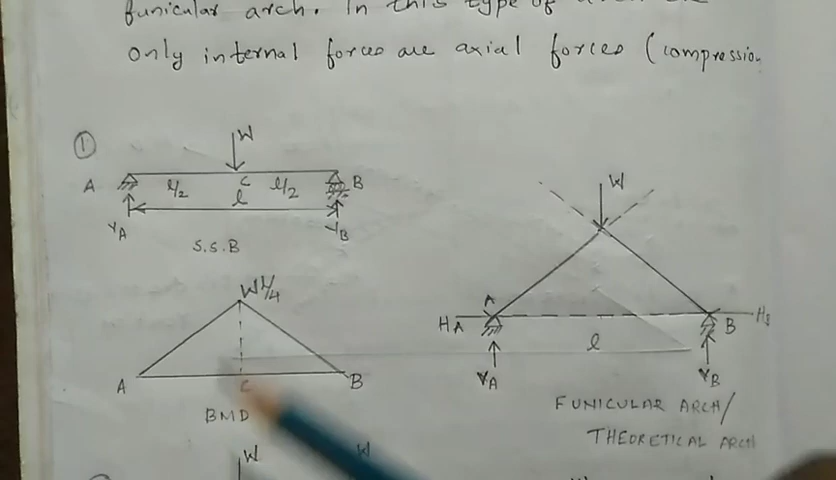 funicular arch. In this type of
only internal forces are axial forces (compression
①
W
A
l/2
C
l/2
B
l
VA
VB
S.S.B
Wl/4
A
C
B
BMD
W
A
HA
B
HB
l
VA
VB
FUNICULAR ARCH/
THEORETICAL ARCH
W
W